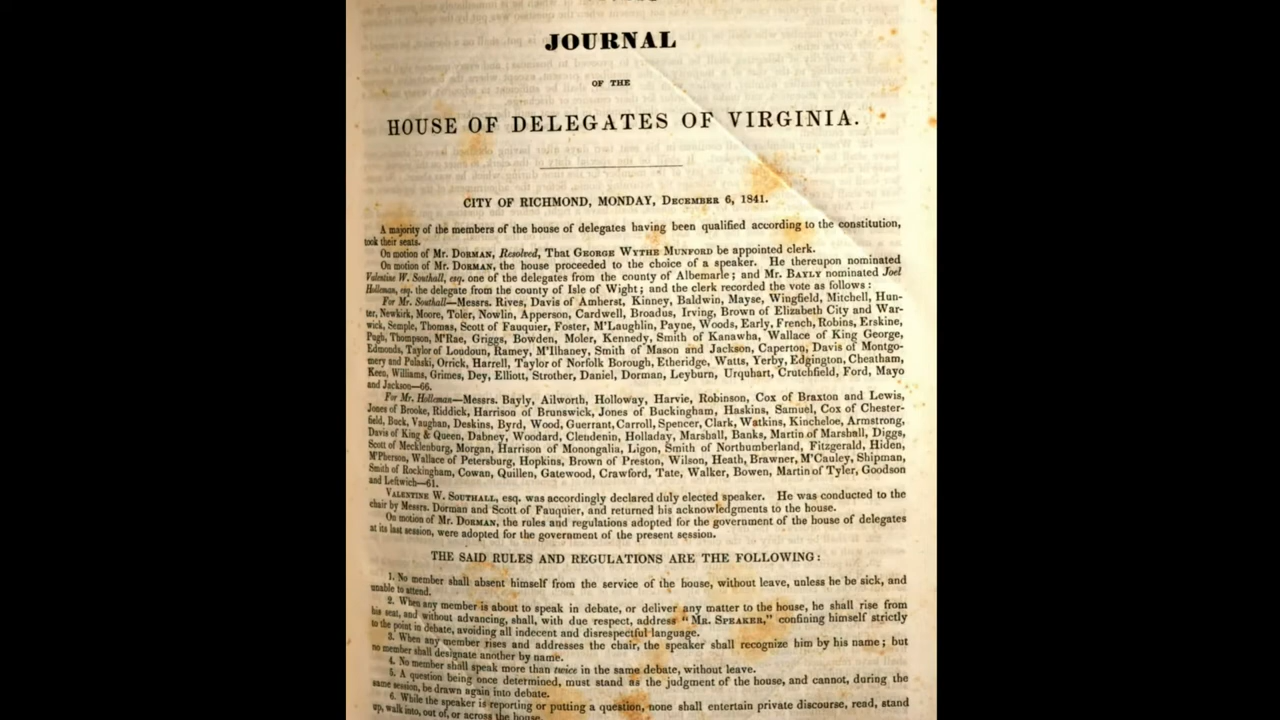 JOURNAL
OF THE
HOUSE OF DELEGATES OF VIRGINIA.
CITY OF RICHMOND, MONDAY, DECEMBER 6, 1841.
A majority of the members of the house of delegates having been qualified according to the constitution,
took their seats.
On motion of Mr. DORMAN, Resolved, That GEORGE WYTHE MUNFORD be appointed clerk.
On motion of Mr. DORMAN, the house proceeded to the choice of a speaker. He thereupon nominated
Valentine W. Southall, esq. one of the delegates from the county of Albemarle; and Mr. BAYLY nominated Joel
Holleman, esq. the delegate from the county of Isle of Wight; and the clerk recorded the vote as follows:
For Mr. Southall—Messrs. Rives, Davis of Amherst, Kinney, Baldwin, Mayse, Wingfield, Mitchell, Hun-
ter, Newkirk, Moore, Toler, Nowlin, Apperson, Cardwell, Broadus, Irving, Brown of Elizabeth City and War-
wick, Semple, Thomas, Scott of Fauquier, Foster, M'Laughlin, Payne, Woods, Early, French, Robins, Erskine,
Pugh, Thompson, M'Rae, Griggs, Bowden, Moler, Kennedy, Smith of Kanawha, Wallace of King George,
Edmonds, Taylor of Loudoun, Ramey, M'Ilhaney, Smith of Mason and Jackson, Caperton, Davis of Montgo-
mery and Pulaski, Orrick, Harrell, Taylor of Norfolk Borough, Etheridge, Watts, Yerby, Edgington, Cheatham,
Keen, Williams, Grimes, Dey, Elliott, Strother, Daniel, Dorman, Leyburn, Urquhart, Crutchfield, Ford, Mayo
and Jackson—66.
For Mr. Holleman—Messrs. Bayly, Ailworth, Holloway, Harvie, Robinson, Cox of Braxton and Lewis,
Jones of Brooke, Riddick, Harrison of Brunswick, Jones of Buckingham, Haskins, Samuel, Cox of Chester-
field, Buck, Vaughan, Deskins, Byrd, Wood, Guerrant, Carroll, Spencer, Clark, Watkins, Kincheloe, Armstrong,
Davis of King & Queen, Dabney, Woodard, Clendenin, Holladay, Marshall, Banks, Martin of Marshall, Diggs,
Scott of Mecklenburg, Morgan, Harrison of Monongalia, Ligon, Smith of Northumberland, Fitzgerald, Hiden,
M'Pherson, Wallace of Petersburg, Hopkins, Brown of Preston, Wilson, Heath, Brawner, M'Cauley, Shipman,
Smith of Rockingham, Cowan, Quillen, Gatewood, Crawford, Tate, Walker, Bowen, Martin of Tyler, Goodson
and Leftwich—61.
VALENTINE W. SOUTHALL, esq. was accordingly declared duly elected speaker. He was conducted to the
chair by Messrs. Dorman and Scott of Fauquier, and returned his acknowledgments to the house.
On motion of Mr. DORMAN, the rules and regulations adopted for the government of the house of delegates
at its last session, were adopted for the government of the present session.
THE SAID RULES AND REGULATIONS ARE THE FOLLOWING:
1. No member shall absent himself from the service of the house, without leave, unless he be sick, and
unable to attend.
2. When any member is about to speak in debate, or deliver any matter to the house, he shall rise from
his seat, and without advancing, shall, with due respect, address "MR. SPEAKER," confining himself strictly
to the point in debate, avoiding all indecent and disrespectful language.
3. When any member rises and addresses the chair, the speaker shall recognize him by his name; but
no member shall designate another by name.
4. No member shall speak more than twice in the same debate, without leave.
5. A question being once determined, must stand as the judgment of the house, and cannot, during the
same session, be drawn again into debate.
6. While the speaker is reporting or putting a question, none shall entertain private discourse, read, stand
up, walk into, out of, or across the house.